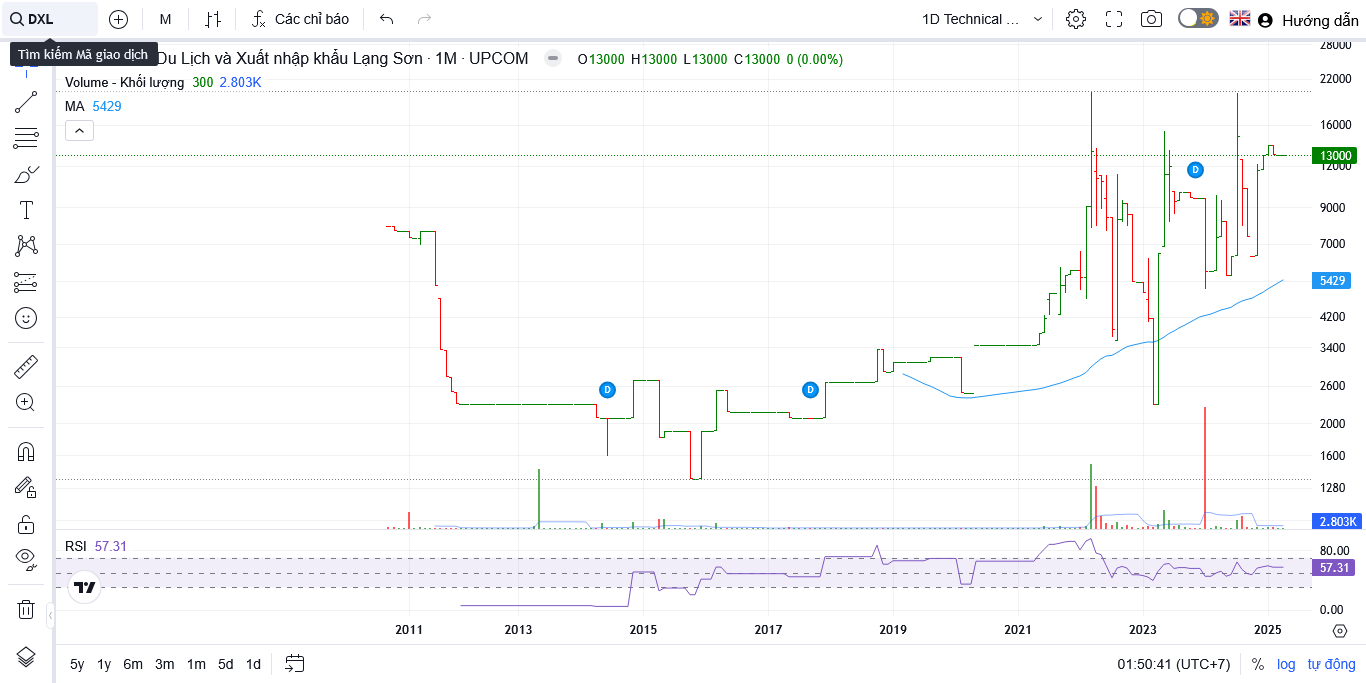 DXL
M
Các chỉ báo
1D Technical ...
Hướng dẫn
Tìm kiếm Mã giao dịch
Du Lịch và Xuất nhập khẩu Lạng Sơn · 1M · UPCOM
O13000 H13000 L13000 C13000 0 (0.00%)
Volume - Khối lượng 300 2.803K
MA 5429
28000
22000
16000
13000
12000
9000
7000
5429
4200
3400
2600
2000
1600
1280
2.803K
D
D
D
RSI 57.31
80.00
57.31
0.00
2011 2013 2015 2017 2019 2021 2023 2025
5y 1y 6m 3m 1m 5d 1d
01:50:41 (UTC+7) % log tự động